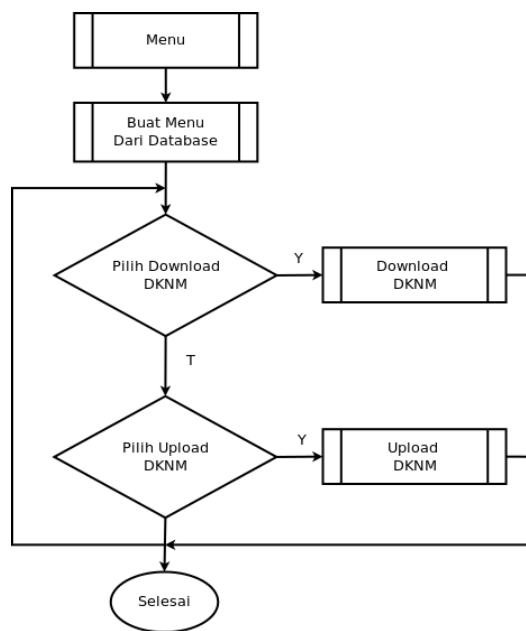 Menu
Buat Menu
Dari Database
Pilih Download
DKNM
Y
Download
DKNM
T
Pilih Upload
DKNM
Y
Upload
DKNM
Selesai